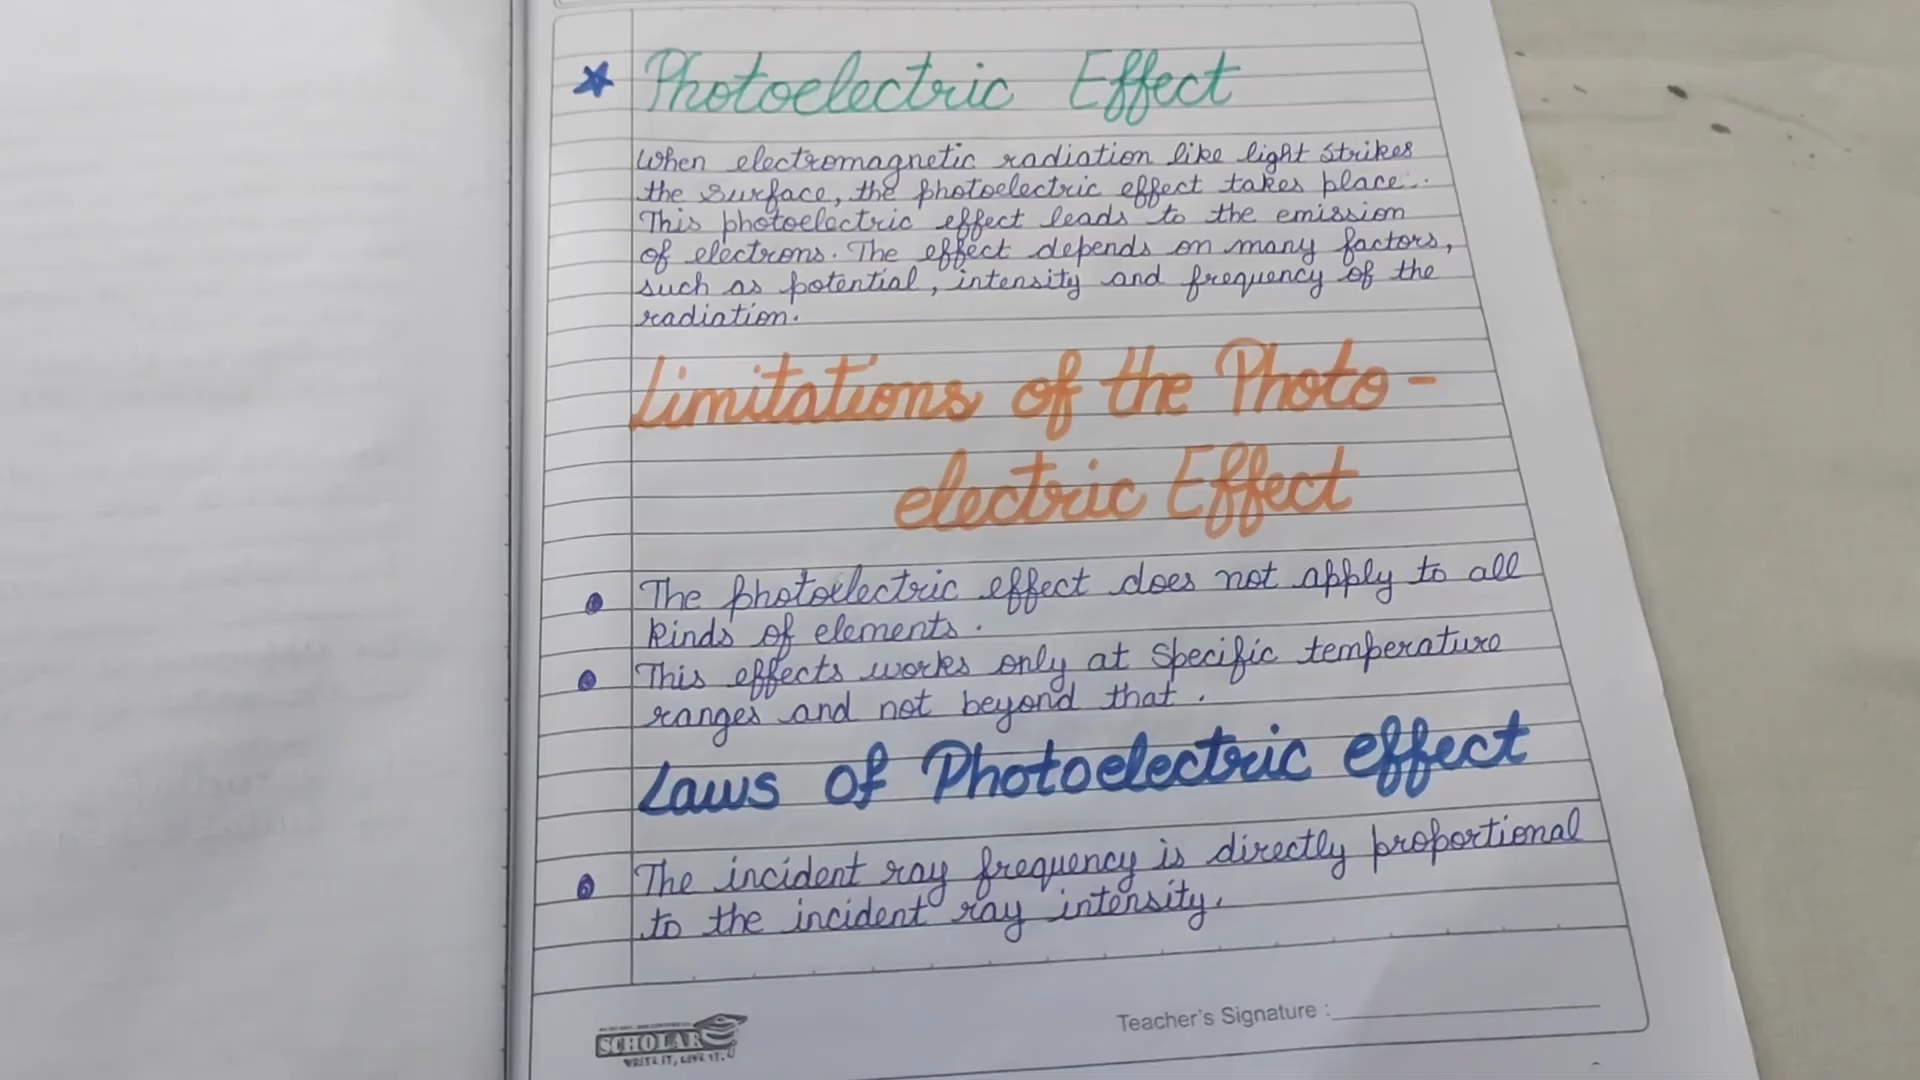 Photoelectric Effect
When electromagnetic radiation like light strikes
the surface, the photoelectric effect takes place.
This photoelectric effect leads to the emission
of electrons. The effect depends on many factors,
such as potential, intensity and frequency of the
radiation.
Limitations of the Photo-
electric Effect
The photoelectric effect does not apply to all
kinds of elements.
This effects works only at specific temperature
ranges and not beyond that.
Laws of Photoelectric effect
The incident ray frequency is directly proportional
to the incident ray intensity.
Teacher's Signature :
SCHOLAR
WRITE IT, LIVE IT.